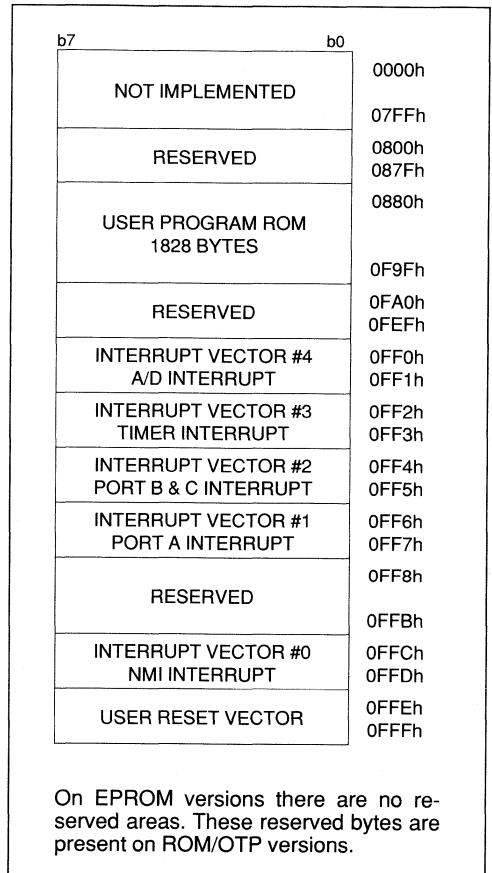 b7 b0
0000h
NOT IMPLEMENTED
07FFh
0800h
RESERVED
087Fh
0880h
USER PROGRAM ROM
1828 BYTES
0F9Fh
0FA0h
RESERVED
0FEFh
INTERRUPT VECTOR #4 0FF0h
A/D INTERRUPT 0FF1h
INTERRUPT VECTOR #3 0FF2h
TIMER INTERRUPT 0FF3h
INTERRUPT VECTOR #2 0FF4h
PORT B & C INTERRUPT 0FF5h
INTERRUPT VECTOR #1 0FF6h
PORT A INTERRUPT 0FF7h
0FF8h
RESERVED
0FFBh
INTERRUPT VECTOR #0 0FFCh
NMI INTERRUPT 0FFDh
0FFEh
USER RESET VECTOR
0FFFh
On EPROM versions there are no re-
served areas. These reserved bytes are
present on ROM/OTP versions.